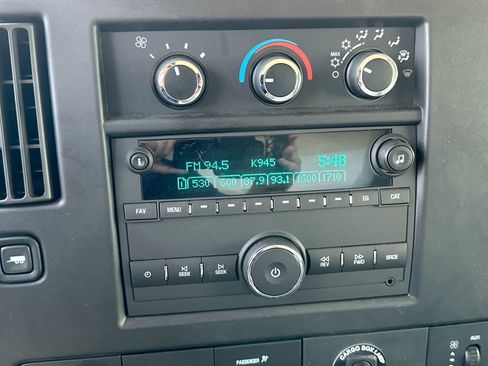 MAX
FM 94.5 K945 5:48
1 530 600 87.9 93.1 1600 1710
FAV MENU EQ CAT
SEEK SEEK REV FWD SRCE
PASSENGER
CARGO BOX LAMP
AUX